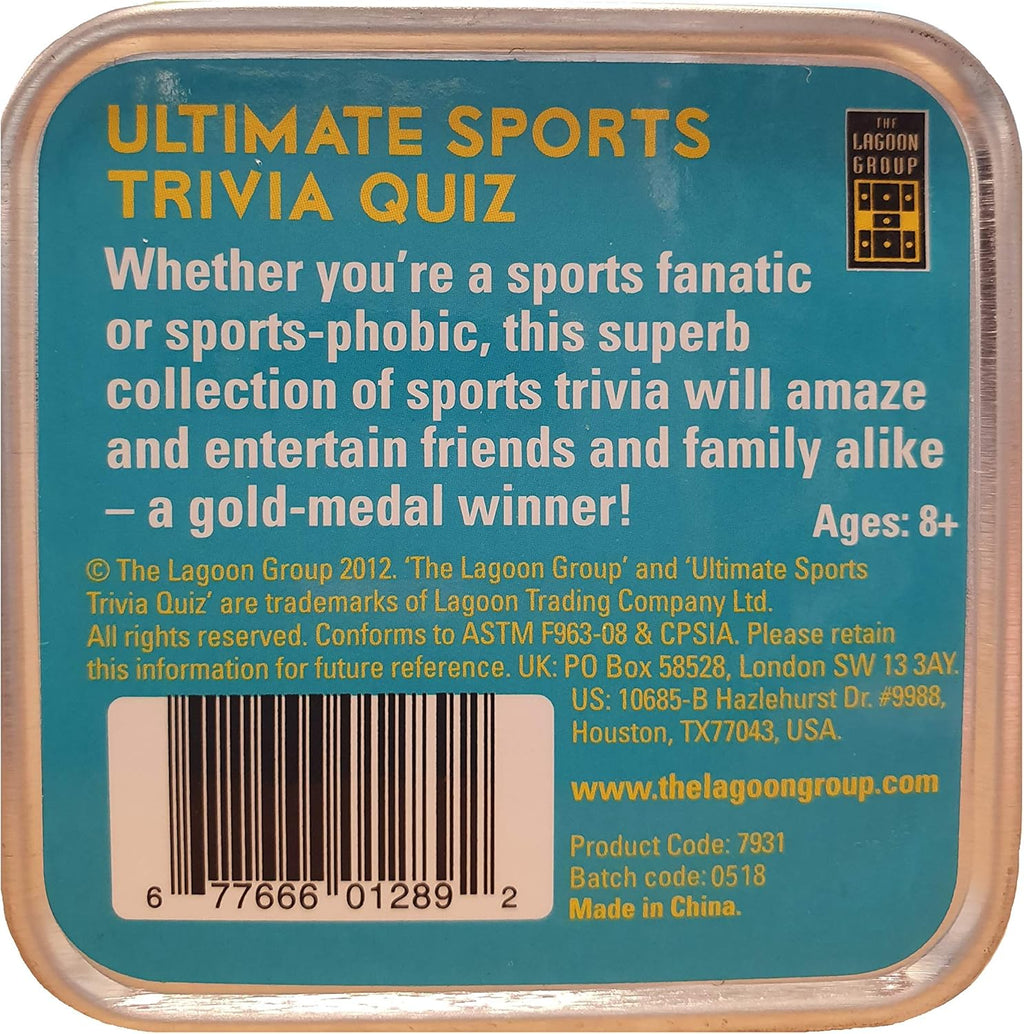 ULTIMATE SPORTS
TRIVIA QUIZ
THE
LAGOON
GROUP
Whether you're a sports fanatic
or sports-phobic, this superb
collection of sports trivia will amaze
and entertain friends and family alike
– a gold-medal winner!
Ages: 8+
© The Lagoon Group 2012. 'The Lagoon Group' and 'Ultimate Sports
Trivia Quiz' are trademarks of Lagoon Trading Company Ltd.
All rights reserved. Conforms to ASTM F963-08 & CPSIA. Please retain
this information for future reference. UK: PO Box 58528, London SW 13 3AY.
US: 10685-B Hazlehurst Dr. #9988,
Houston, TX77043, USA.
www.thelagoongroup.com
Product Code: 7931
Batch code: 0518
Made in China.
6 77666 01289 2